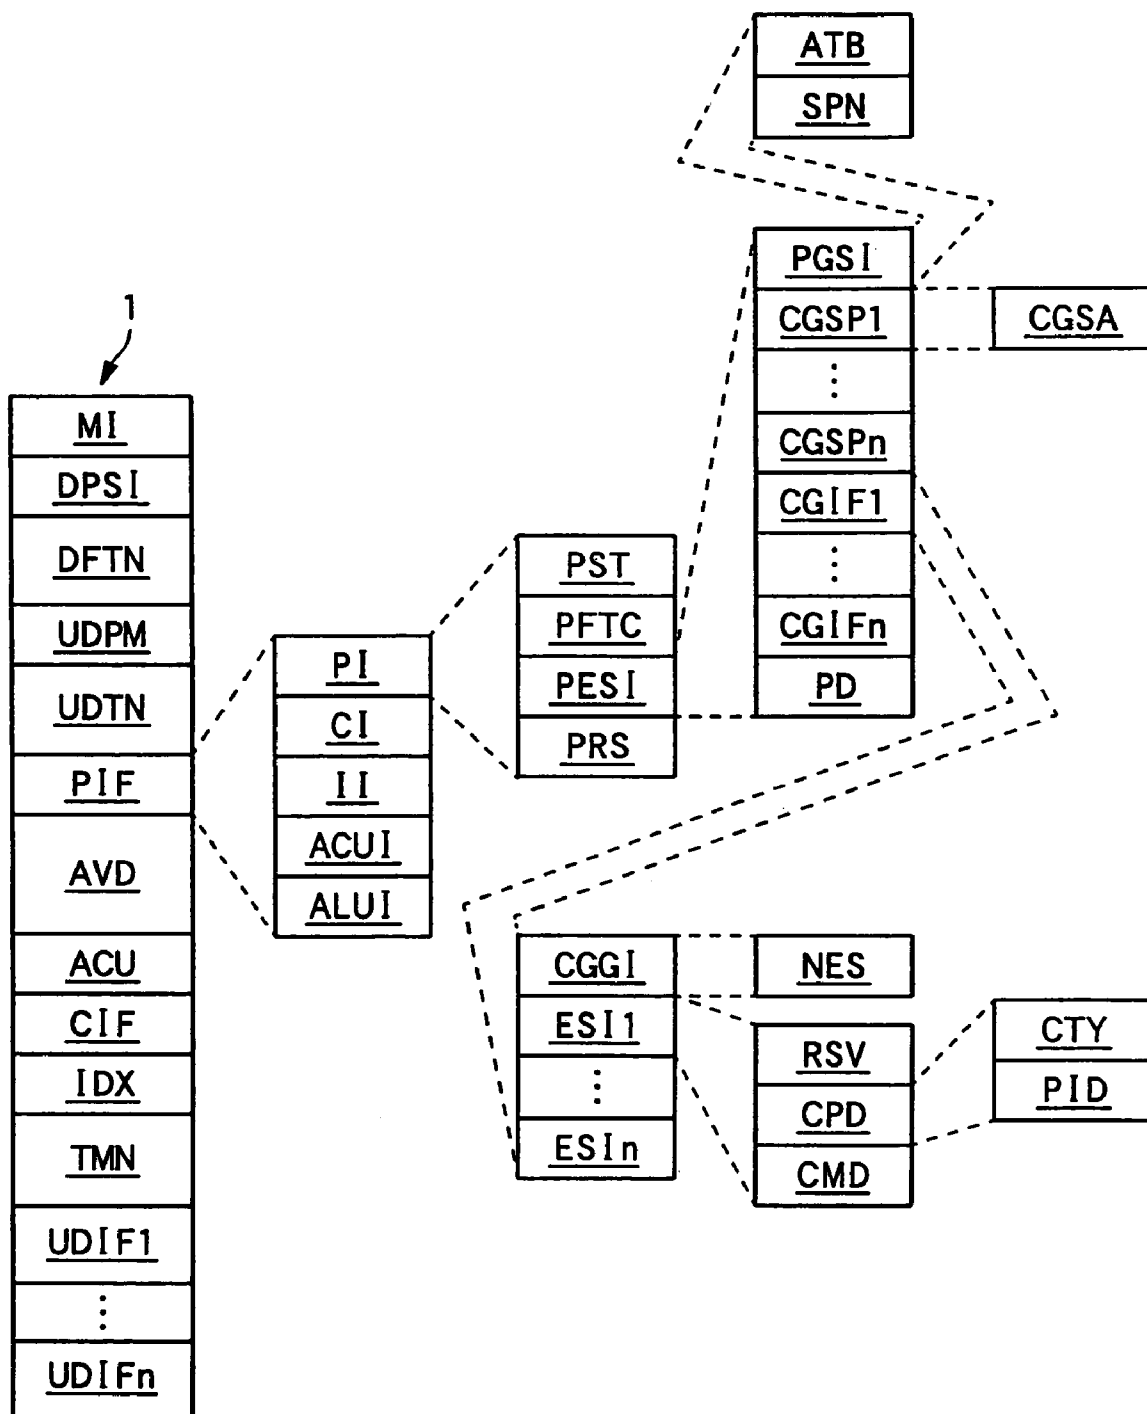 1
MI
DPSI
DFTN
UDPM
UDTN
PIF
AVD
ACU
CIF
IDX
TMN
UDIF1
⋮
UDIFn
PI
CI
II
ACUI
ALUI
PST
PFTC
PESI
PRS
ATB
SPN
PGSI
CGSP1
⋮
CGSPn
CGIF1
⋮
CGIFn
PD
CGSA
CGGI
ESI1
⋮
ESIn
NES
RSV
CPD
CMD
CTY
PID